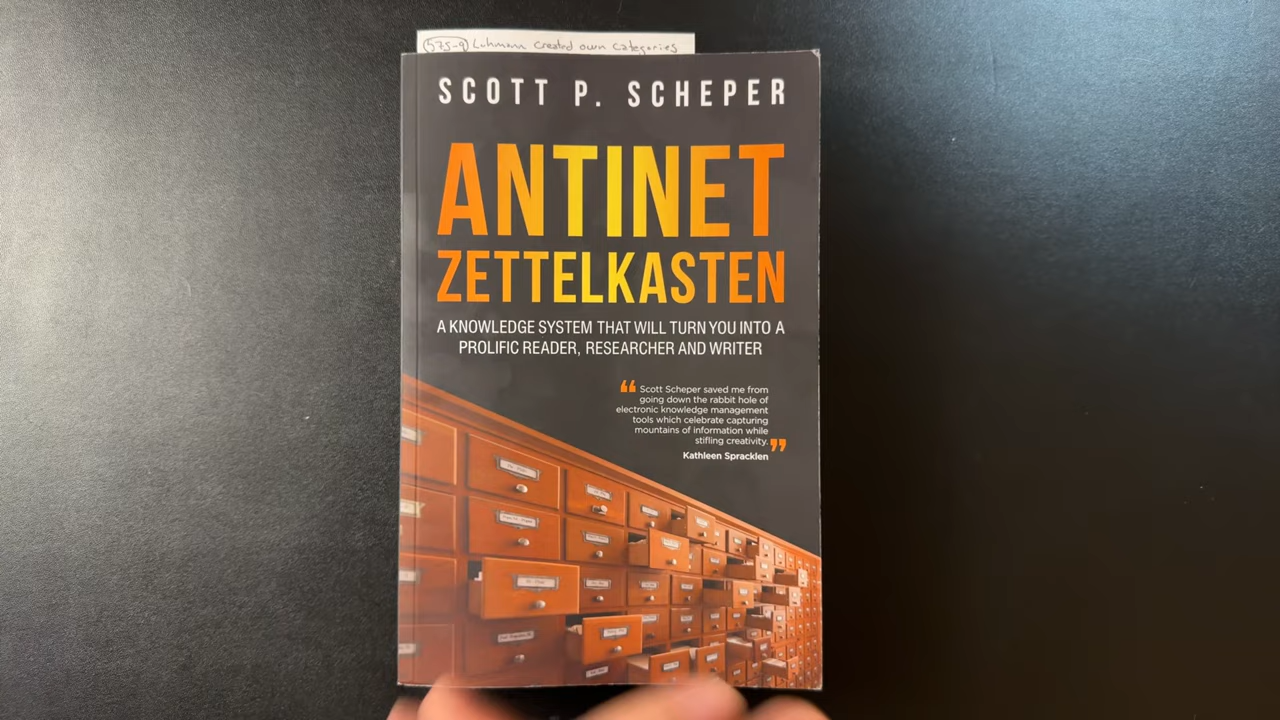 (575-9) Luhmann created own categories
SCOTT P. SCHEPER
ANTINET
ZETTELKASTEN
A KNOWLEDGE SYSTEM THAT WILL TURN YOU INTO A
PROLIFIC READER, RESEARCHER AND WRITER
“ Scott Scheper saved me from
going down the rabbit hole of
electronic knowledge management
tools which celebrate capturing
mountains of information while
stifling creativity. ”
Kathleen Spracklen